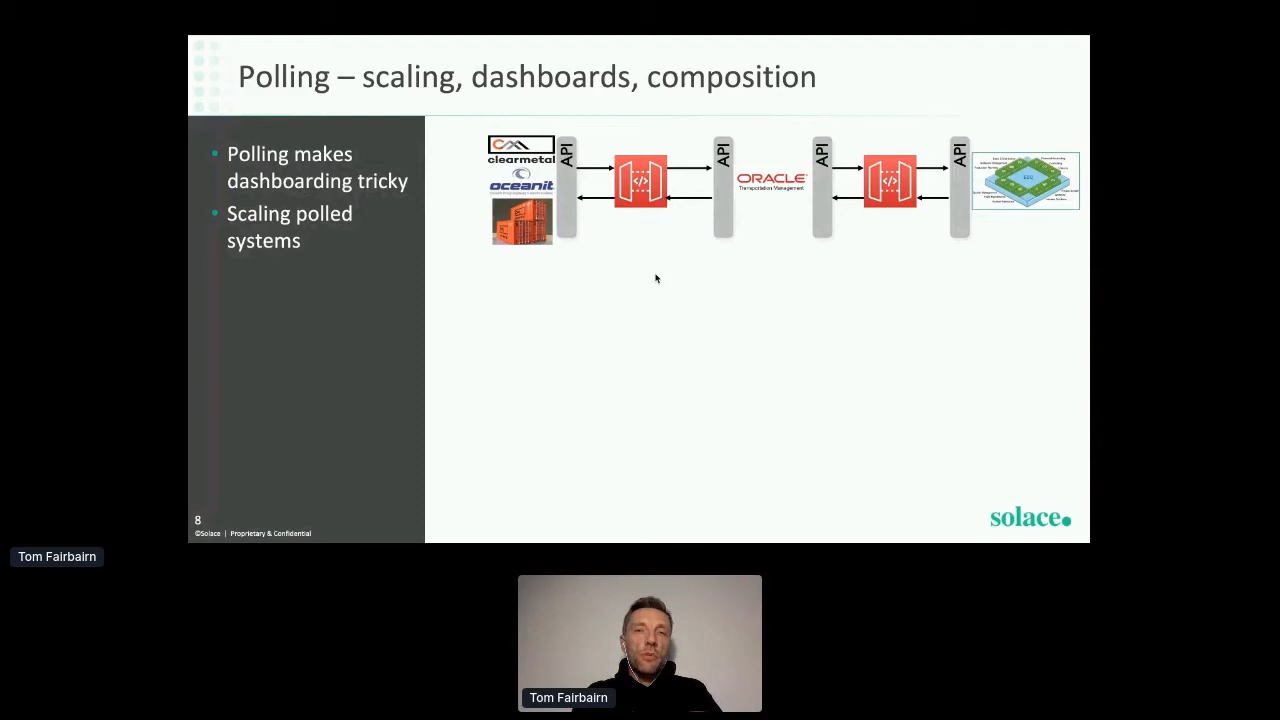 Polling – scaling, dashboards, composition
• Polling makes
dashboarding tricky
• Scaling polled
systems
clearmetal
oceanit
API
</>
API
ORACLE
Transportation Management
API
</>
API
8
©Solace | Proprietary & Confidential
solace.
Tom Fairbairn
Tom Fairbairn